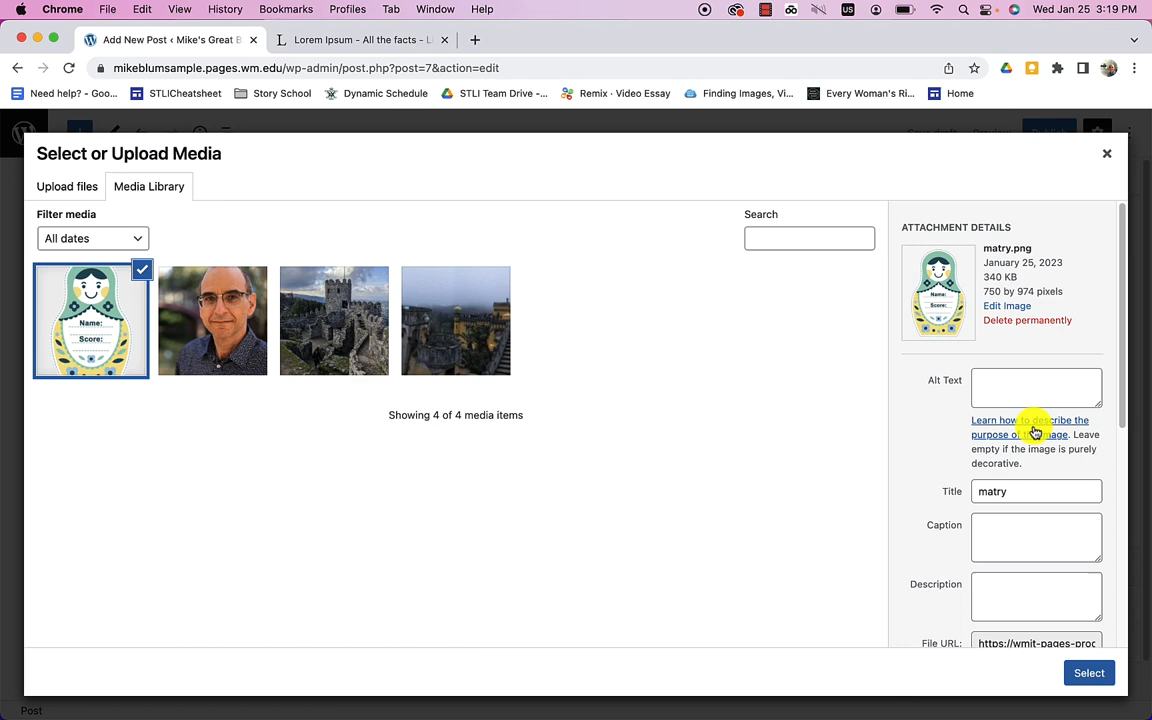 Chrome File Edit View History Bookmarks Profiles Tab Window Help US Wed Jan 25 3:19 PM
Add New Post ‹ Mike's Great B Lorem Ipsum - All the facts - L
mikeblumsample.pages.wm.edu/wp-admin/post.php?post=7&action=edit
Need help? - Goo... STLICheatsheet Story School Dynamic Schedule STLI Team Drive -... Remix · Video Essay Finding Images, Vi... Every Woman's Ri... Home
Select or Upload Media
Upload files Media Library
Filter media
All dates
Search
Name:
Score:
Showing 4 of 4 media items
ATTACHMENT DETAILS
Name:
Score:
matry.png
January 25, 2023
340 KB
750 by 974 pixels
Edit Image
Delete permanently
Alt Text
Learn how to describe the
purpose of the image. Leave
empty if the image is purely
decorative.
Title matry
Caption
Description
File URL: https://wmit-pages-proc
Select
Post